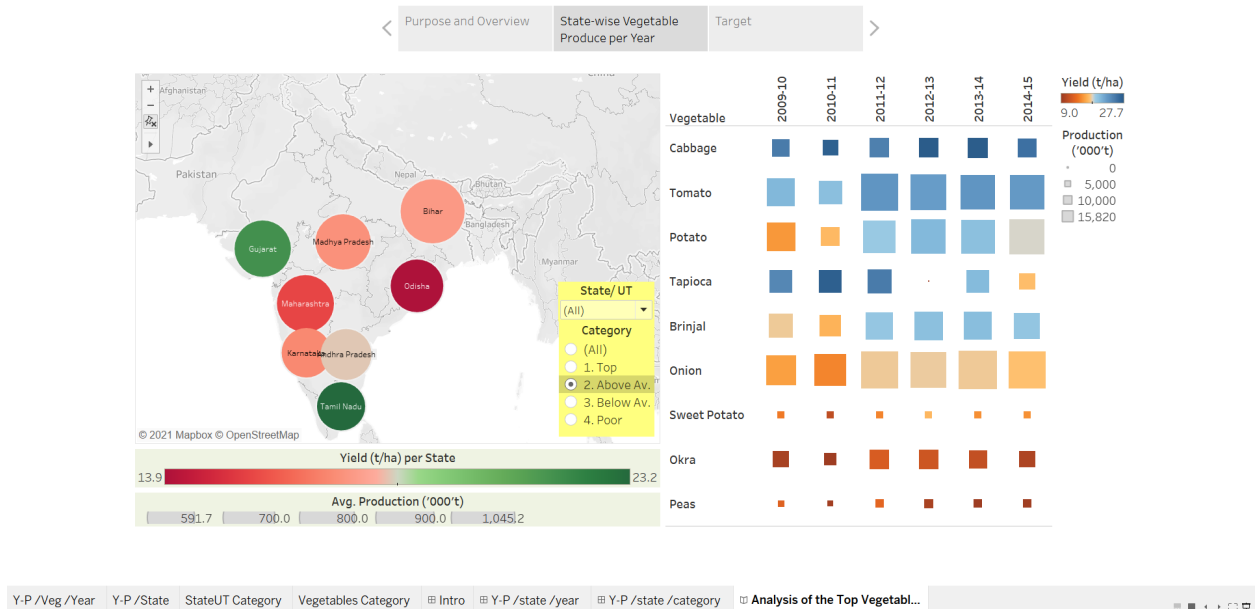 Purpose and Overview
State-wise Vegetable
Produce per Year
Target
Afghanistan
China
Pakistan
Nepal
Bhutan
Bangladesh
Myanmar
Bihar
Madhya Pradesh
Gujarat
Odisha
Maharashtra
Karnataka
Andhra Pradesh
Tamil Nadu
State/ UT
(All)
Category
(All)
1. Top
2. Above Av.
3. Below Av.
4. Poor
© 2021 Mapbox © OpenStreetMap
Yield (t/ha) per State
13.9 23.2
Avg. Production ('000't)
591.7 700.0 800.0 900.0 1,045.2
Vegetable 2009-10 2010-11 2011-12 2012-13 2013-14 2014-15
Cabbage
Tomato
Potato
Tapioca
Brinjal
Onion
Sweet Potato
Okra
Peas
Yield (t/ha)
9.0 27.7
Production
('000't)
0
5,000
10,000
15,820
Y-P /Veg /Year Y-P /State StateUT Category Vegetables Category Intro Y-P /state /year Y-P /state /category Analysis of the Top Vegetabl...